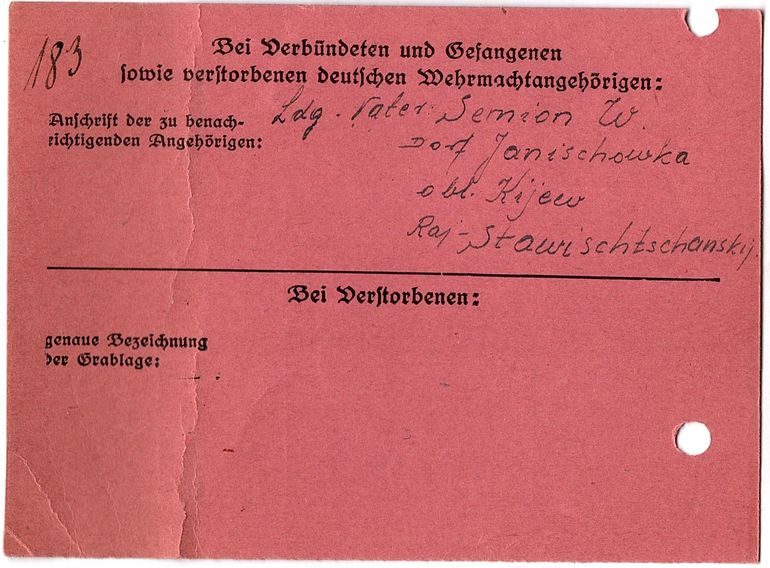 183
Bei Verbündeten und Gefangenen
sowie verstorbenen deutschen Wehrmachtangehörigen:
Anschrift der zu benach-
richtigenden Angehörigen:
Ldg. Vater: Semion W.
Dorf Janischowka
obl. Kijew
Raj-Stawischtschanskij
Bei Verstorbenen:
genaue Bezeichnung
der Grablage: